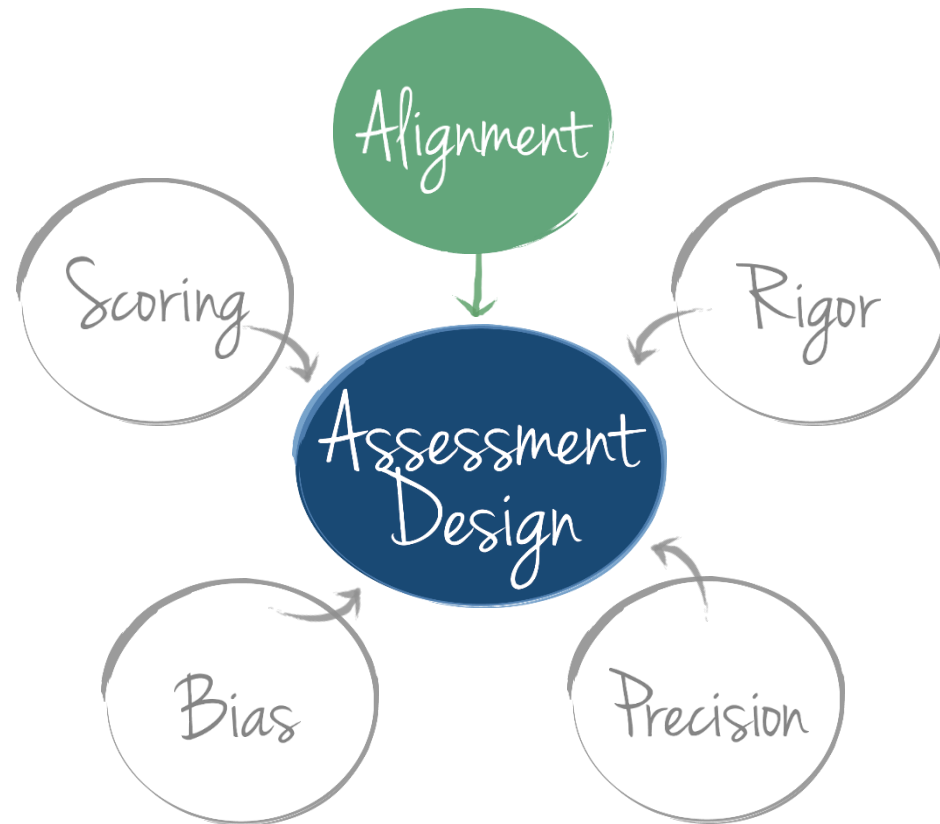 Alignment
Scoring
Rigor
Assessment
Design
Bias
Precision